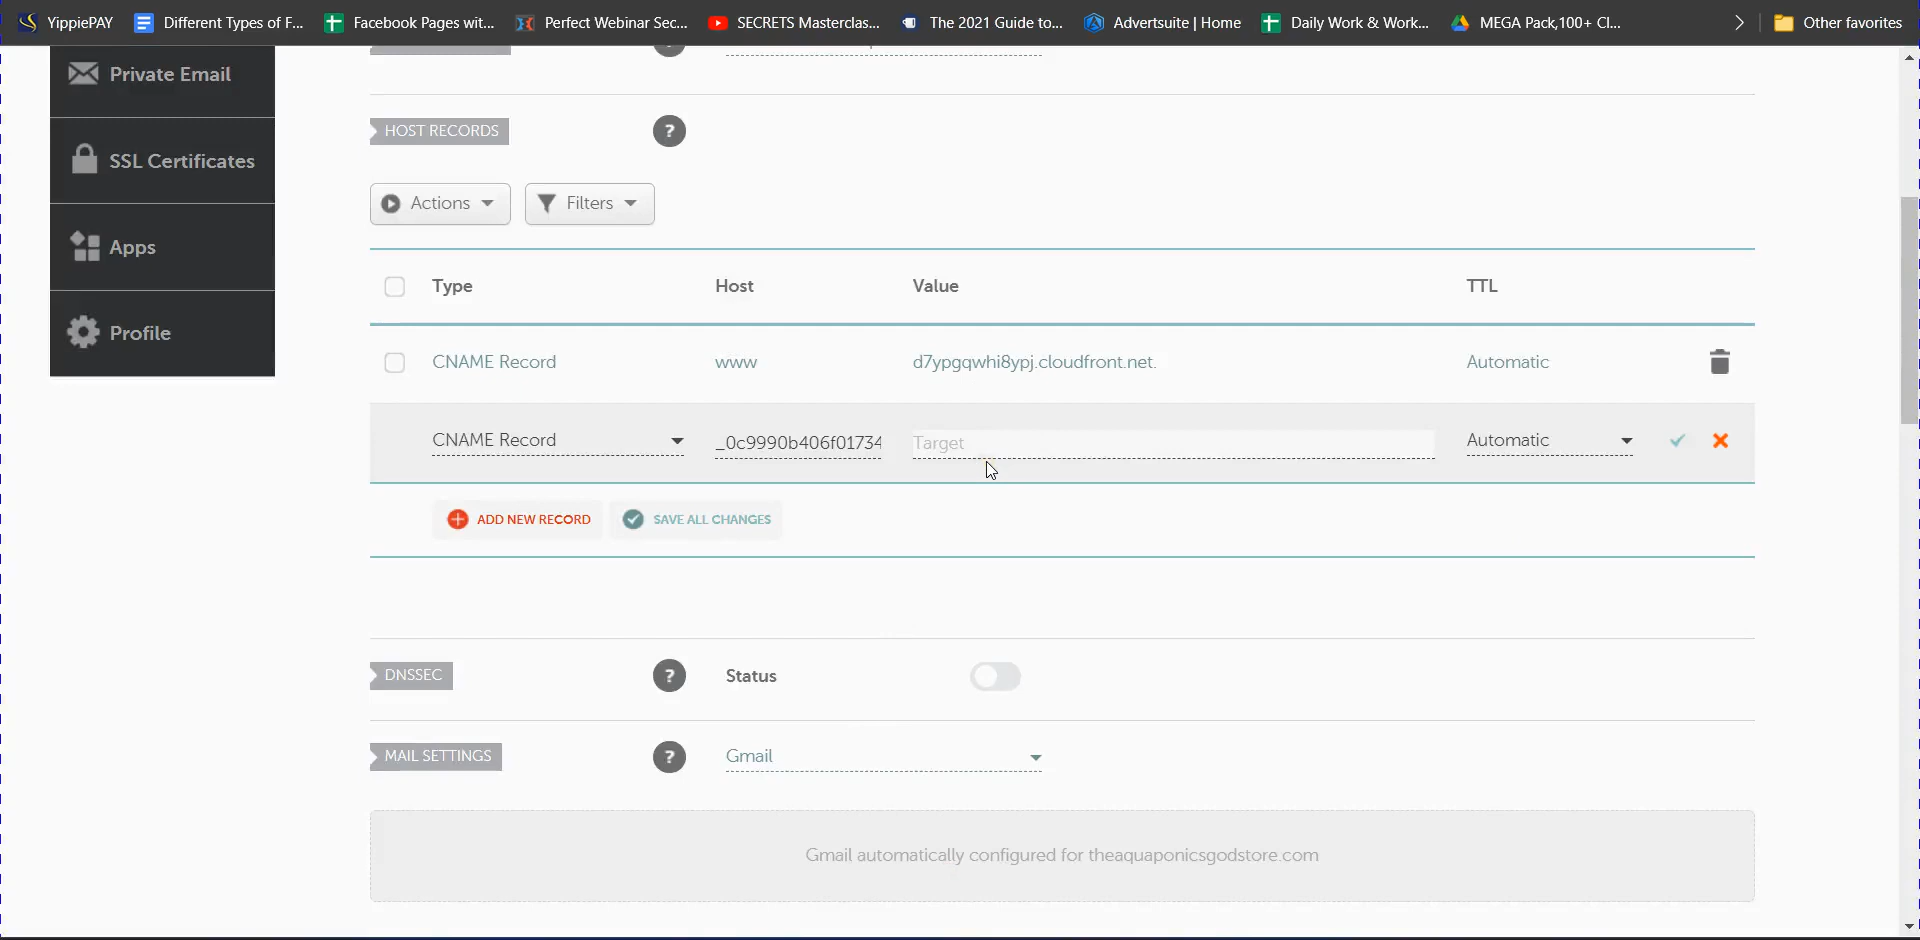 YippiePAY
Different Types of F...
Facebook Pages wit...
Perfect Webinar Sec...
SECRETS Masterclass...
The 2021 Guide to...
Advertsuite | Home
Daily Work & Work...
MEGA Pack,100+ Cl...
Other favorites
Private Email
SSL Certificates
Apps
Profile
HOST RECORDS
?
Actions
Filters
Type Host Value TTL
CNAME Record www d7ypgqwhi8ypj.cloudfront.net. Automatic
CNAME Record _0c9990b406f01734 Target Automatic
ADD NEW RECORD
SAVE ALL CHANGES
DNSSEC
?
Status
MAIL SETTINGS
?
Gmail
Gmail automatically configured for theaquaponicsgodstore.com